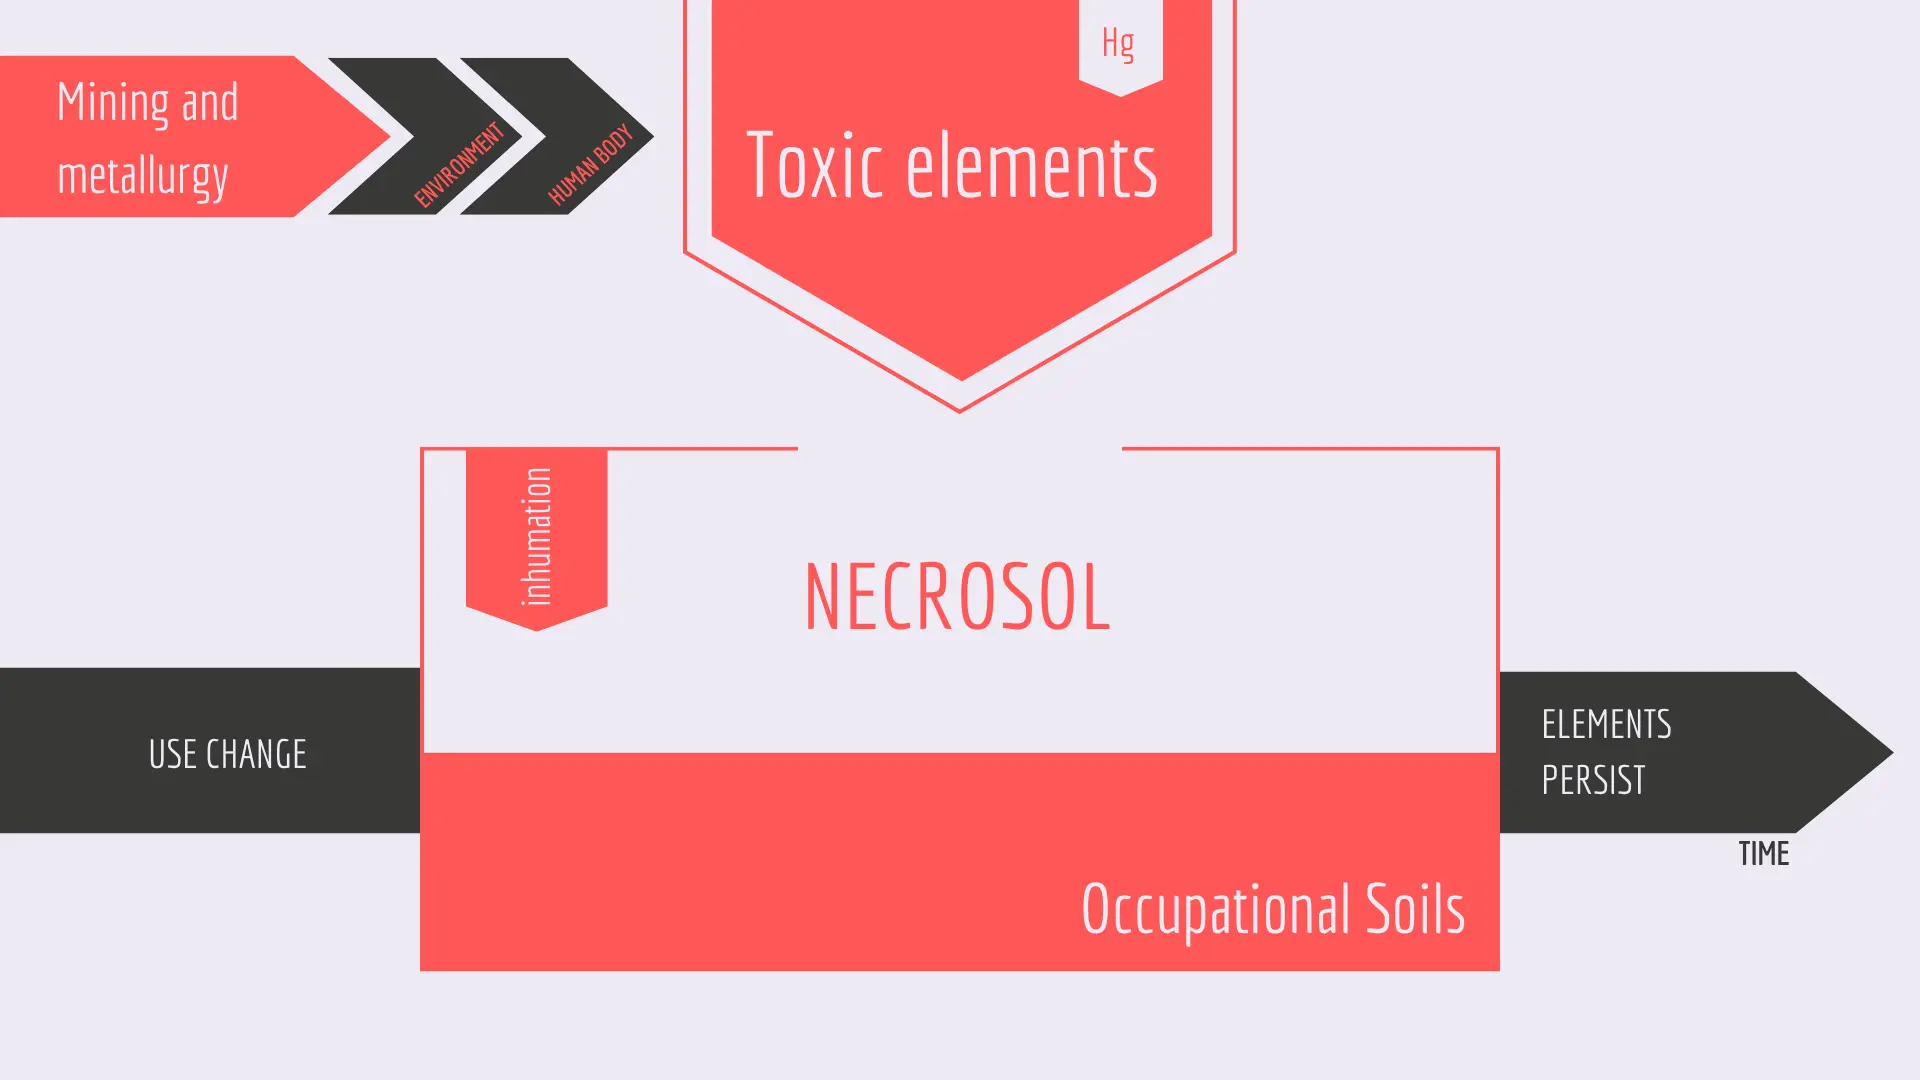 Mining and
metallurgy
ENVIRONMENT
HUMAN BODY
Hg
Toxic elements
inhumation
NECROSOL
USE CHANGE
ELEMENTS
PERSIST
TIME
Occupational Soils